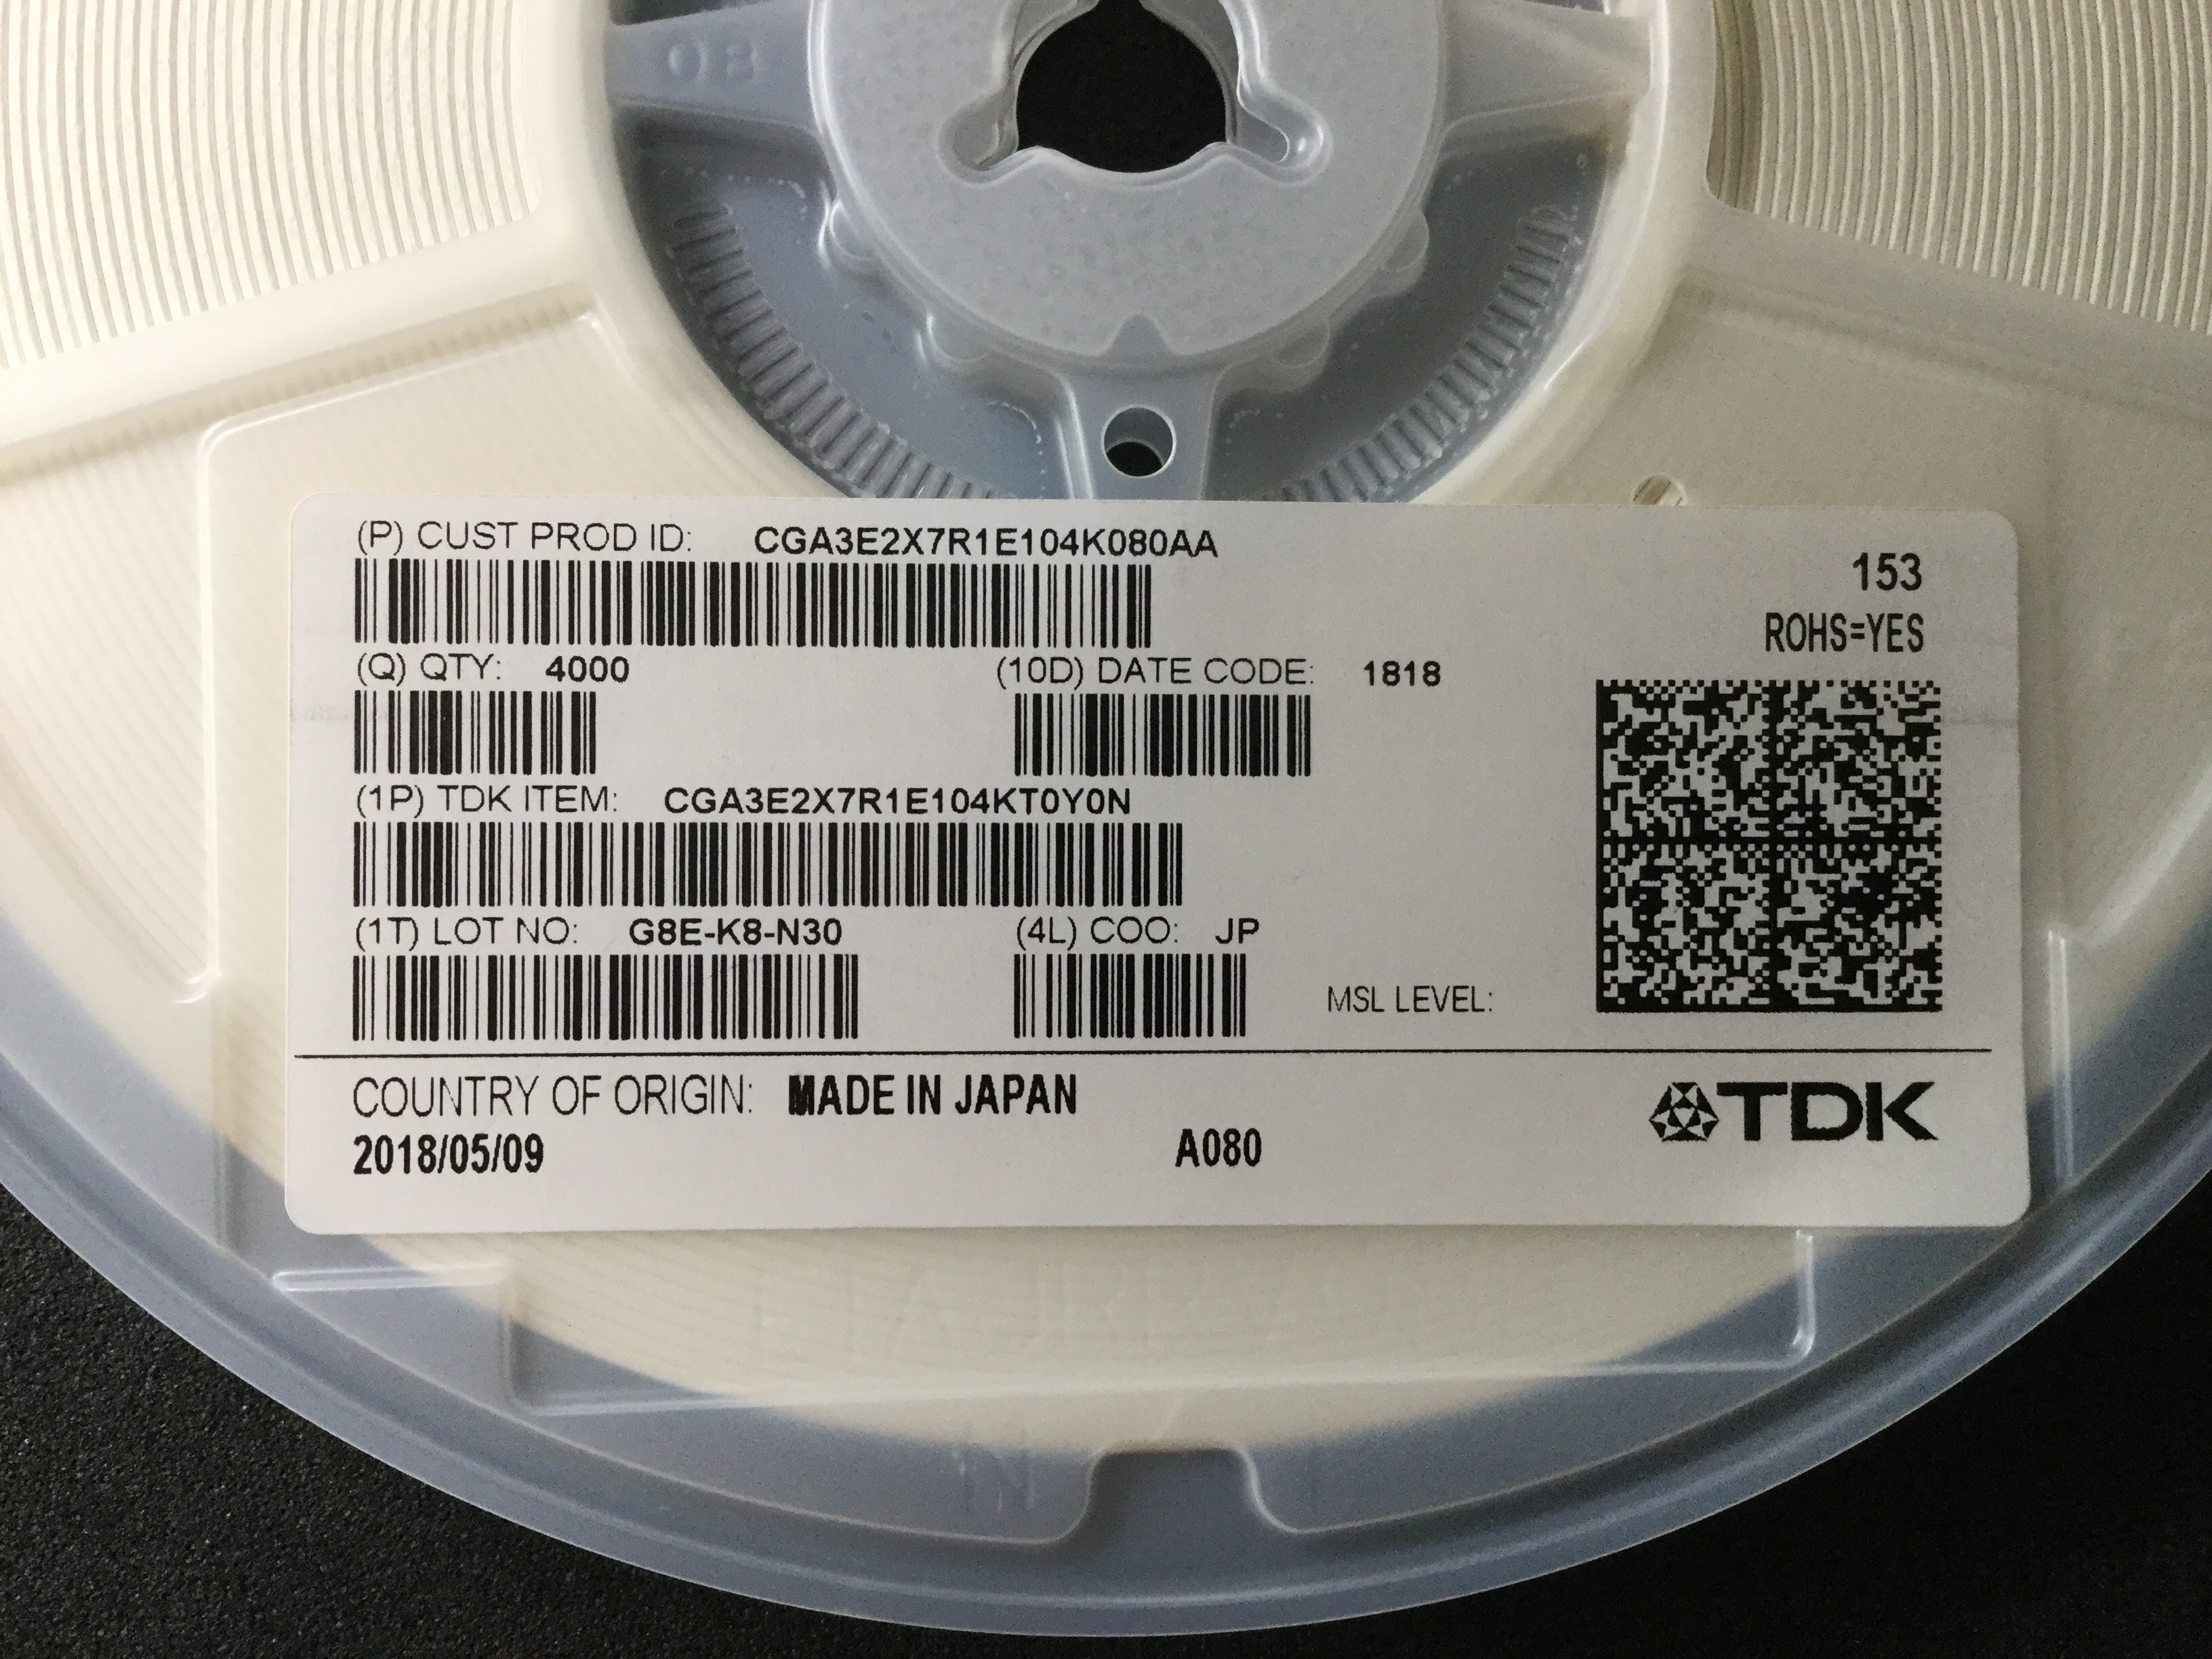 (P) CUST PROD ID: CGA3E2X7R1E104K080AA
153
ROHS=YES
(Q) QTY: 4000 (10D) DATE CODE: 1818
(1P) TDK ITEM: CGA3E2X7R1E104KT0Y0N
(1T) LOT NO: G8E-K8-N30 (4L) COO: JP
MSL LEVEL:
COUNTRY OF ORIGIN: MADE IN JAPAN
TDK
2018/05/09 A080